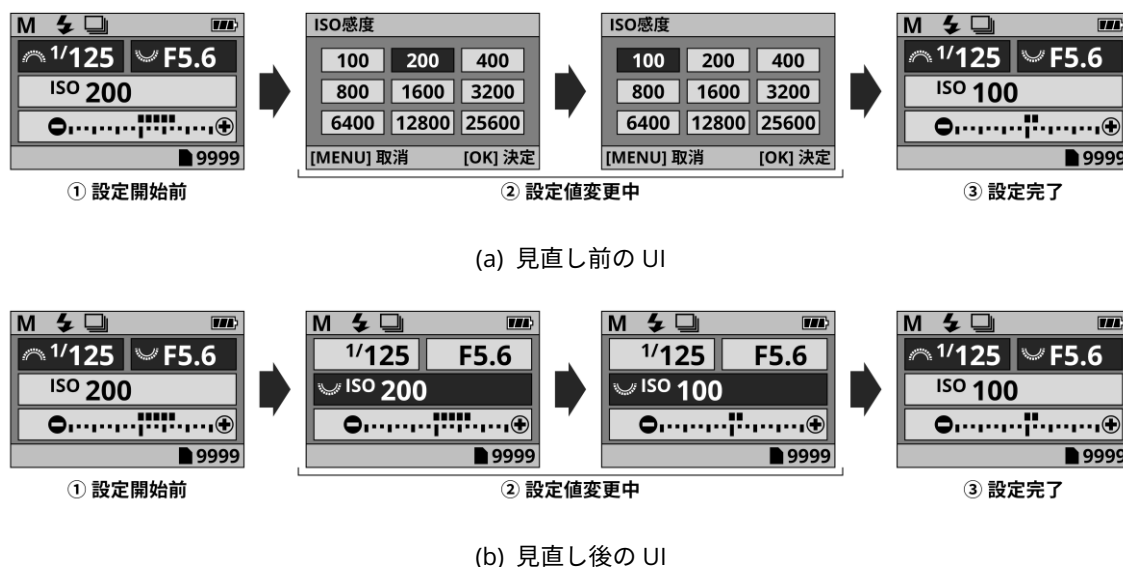 M
1/125 F5.6
ISO 200
9999
① 設定開始前
ISO感度
100 200 400
800 1600 3200
6400 12800 25600
[MENU] 取消 [OK] 決定
ISO感度
100 200 400
800 1600 3200
6400 12800 25600
[MENU] 取消 [OK] 決定
② 設定値変更中
M
1/125 F5.6
ISO 100
9999
③ 設定完了
(a) 見直し前の UI
M
1/125 F5.6
ISO 200
9999
① 設定開始前
M
1/125 F5.6
ISO 200
9999
M
1/125 F5.6
ISO 100
9999
② 設定値変更中
M
1/125 F5.6
ISO 100
9999
③ 設定完了
(b) 見直し後の UI